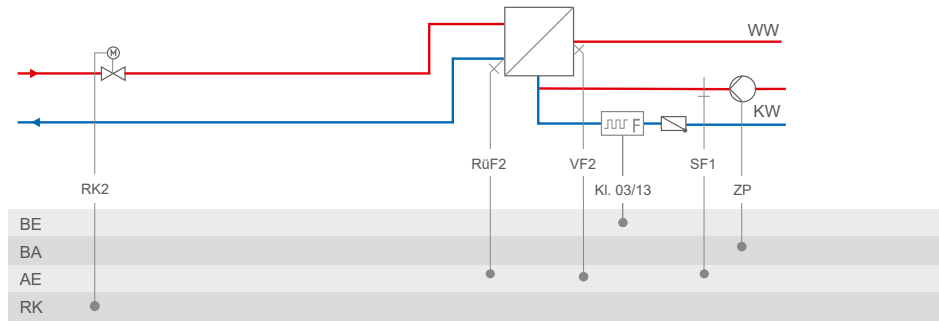 WW
M
KW
F
RüF2
VF2
SF1
RK2
Kl. 03/13
ZP
BE
BA
AE
RK